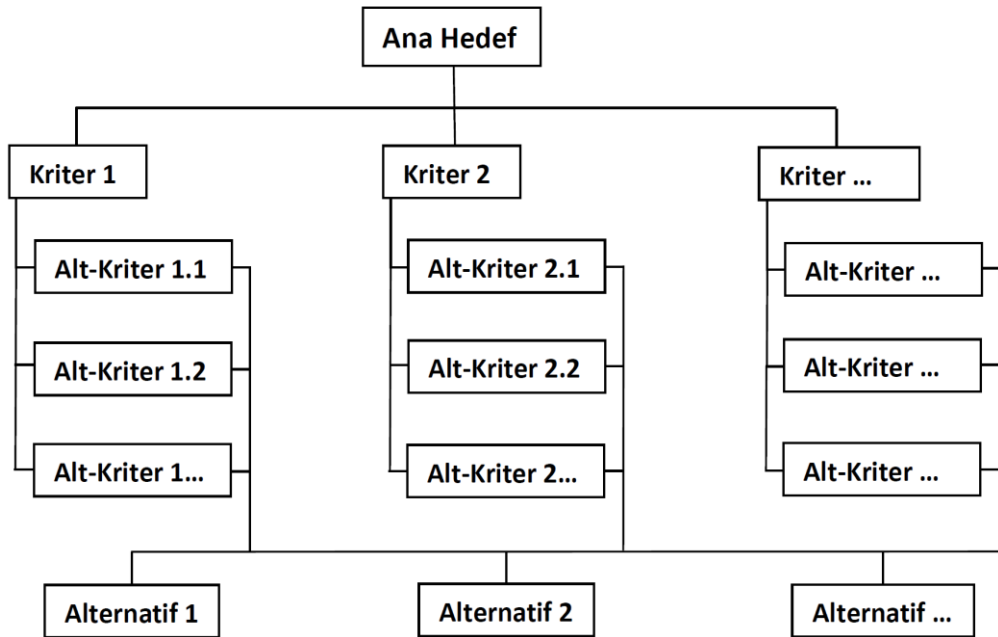 Ana Hedef
Kriter 1
Kriter 2
Kriter ...
Alt-Kriter 1.1
Alt-Kriter 2.1
Alt-Kriter ...
Alt-Kriter 1.2
Alt-Kriter 2.2
Alt-Kriter ...
Alt-Kriter 1...
Alt-Kriter 2...
Alt-Kriter ...
Alternatif 1
Alternatif 2
Alternatif ...